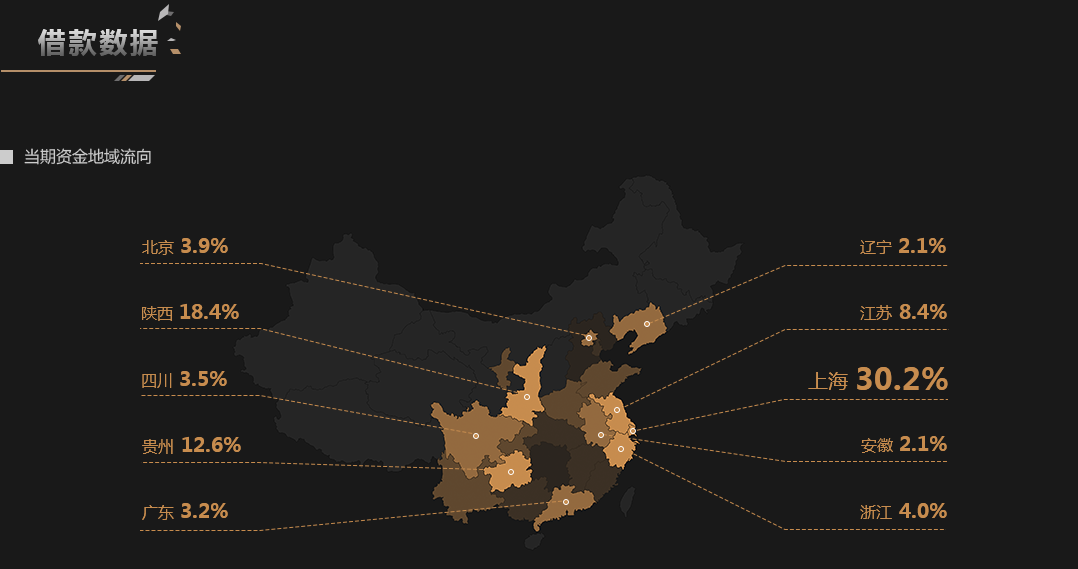 借款数据
当期资金地域流向
北京 3.9%
陕西 18.4%
四川 3.5%
贵州 12.6%
广东 3.2%
辽宁 2.1%
江苏 8.4%
上海 30.2%
安徽 2.1%
浙江 4.0%